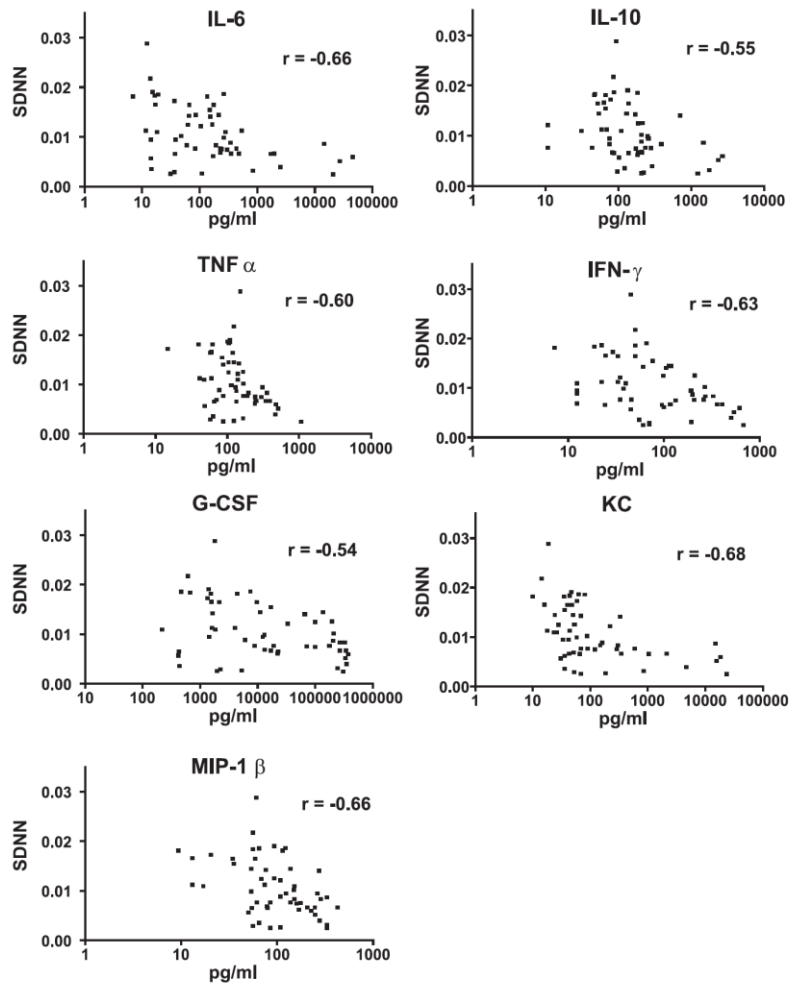 IL-6
r = -0.66
SDNN
0.03
0.02
0.01
0.00
1 10 100 1000 10000 100000
pg/ml
IL-10
r = -0.55
SDNN
0.03
0.02
0.01
0.00
1 10 100 1000 10000
pg/ml
TNF α
r = -0.60
SDNN
0.03
0.02
0.01
0.00
1 10 100 1000 10000
pg/ml
IFN- γ
r = -0.63
SDNN
0.03
0.02
0.01
0.00
1 10 100 1000
pg/ml
G-CSF
r = -0.54
SDNN
0.03
0.02
0.01
0.00
10 100 1000 10000 100000 1000000
pg/ml
KC
r = -0.68
SDNN
0.03
0.02
0.01
0.00
1 10 100 1000 10000 100000
pg/ml
MIP-1 β
r = -0.66
SDNN
0.03
0.02
0.01
0.00
1 10 100 1000
pg/ml